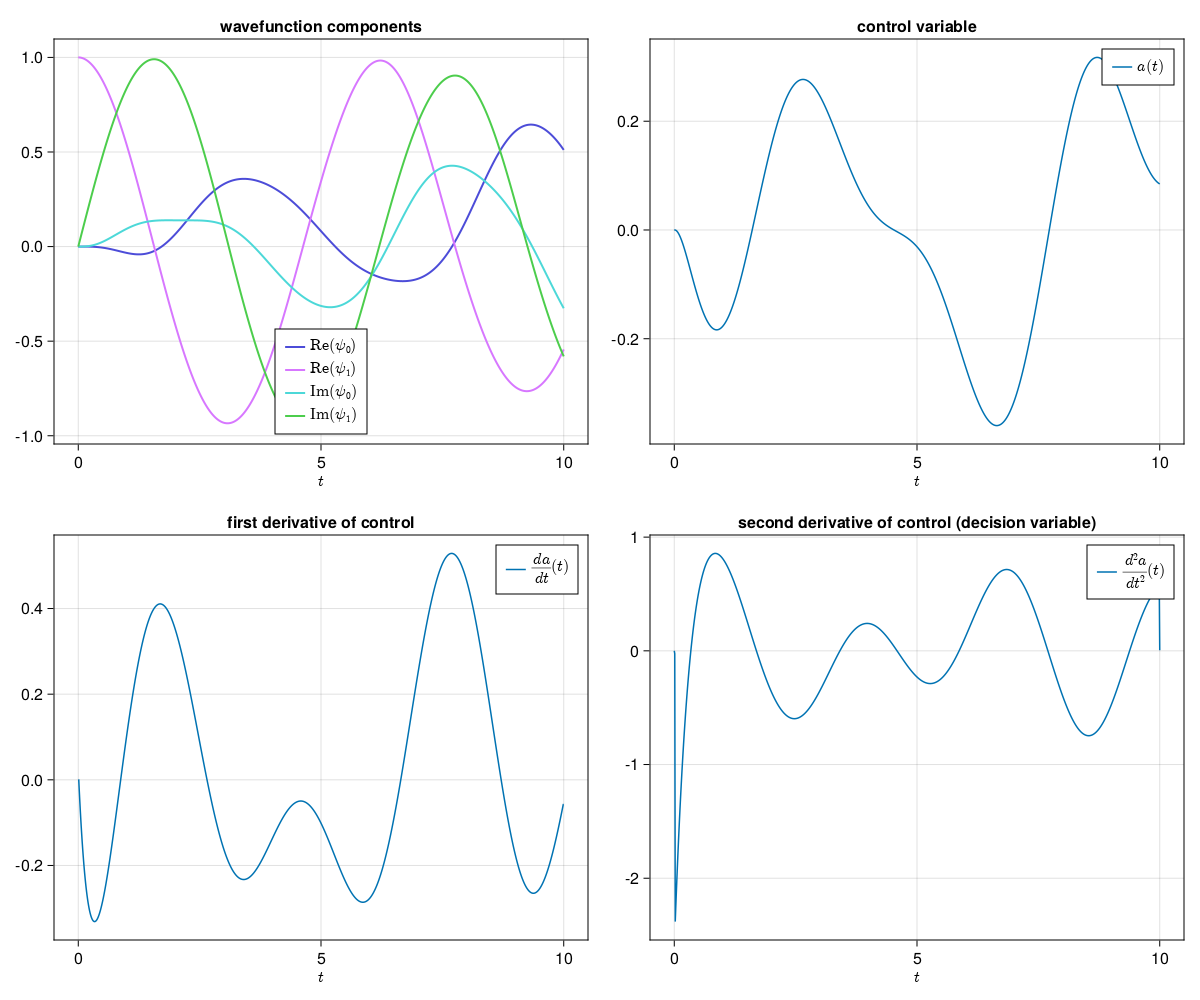 wavefunction components
1.0
0.5
0.0
-0.5
-1.0
Re(ψ₀)
Re(ψ₁)
Im(ψ₀)
Im(ψ₁)
0 5 10
t
control variable
0.2
0.0
-0.2
a(t)
0 5 10
t
first derivative of control
0.4
0.2
0.0
-0.2
da/dt(t)
0 5 10
t
second derivative of control (decision variable)
1
0
-1
-2
d²a/dt²(t)
0 5 10
t